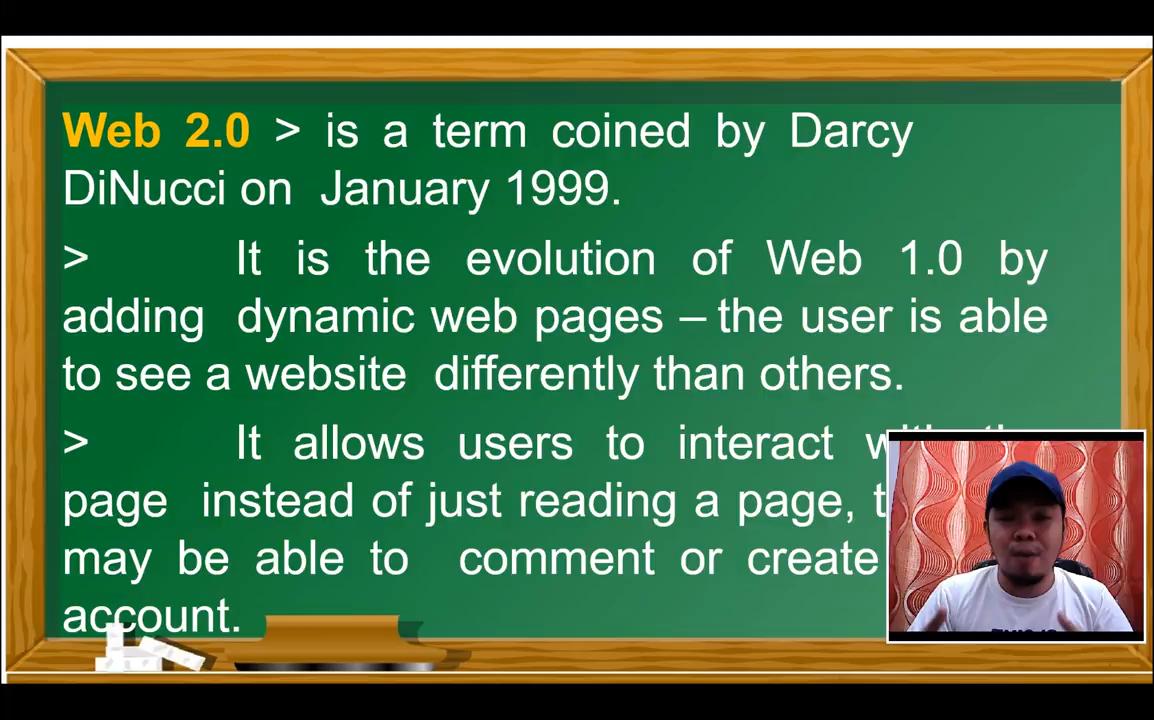 Web 2.0 > is a term coined by Darcy
DiNucci on January 1999.
> It is the evolution of Web 1.0 by
adding dynamic web pages – the user is able
to see a website differently than others.
> It allows users to interact
page instead of just reading a page,
may be able to comment or create
account.